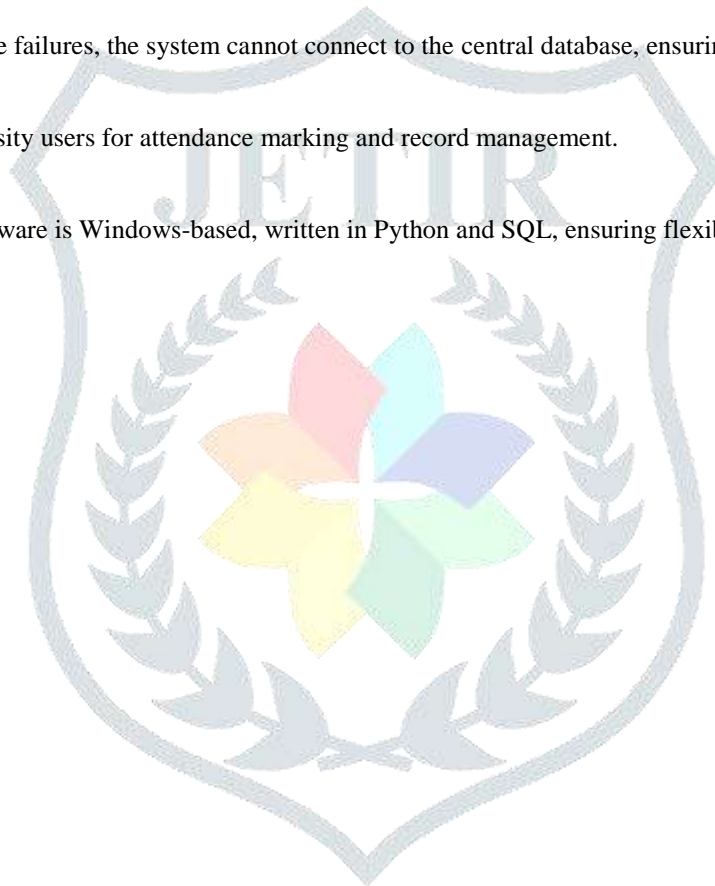 e failures, the system cannot connect to the central database, ensurin
JETIR
sity users for attendance marking and record management.
ware is Windows-based, written in Python and SQL, ensuring flexib